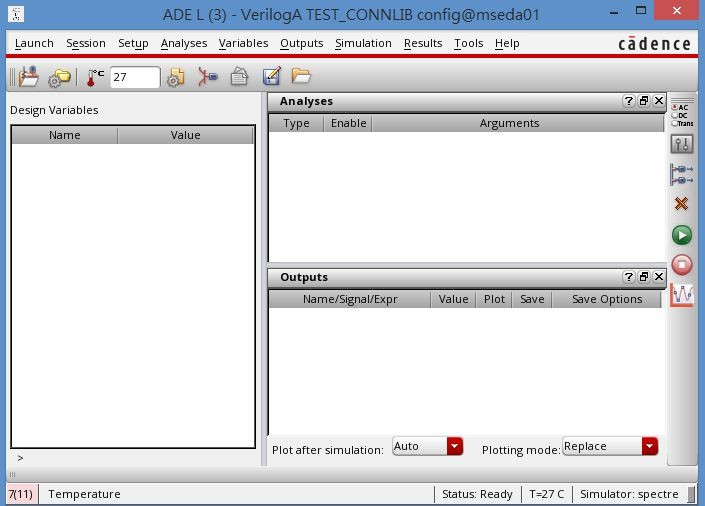 ADE L (3) - VerilogA TEST_CONNLIB config@mseda01
Launch Session Setup Analyses Variables Outputs Simulation Results Tools Help cādence
°C 27
Design Variables
Name Value
>
Analyses
Type Enable Arguments
AC
DC
Trans
Outputs
Name/Signal/Expr Value Plot Save Save Options
Plot after simulation: Auto Plotting mode: Replace
7(11) Temperature Status: Ready T=27 C Simulator: spectre